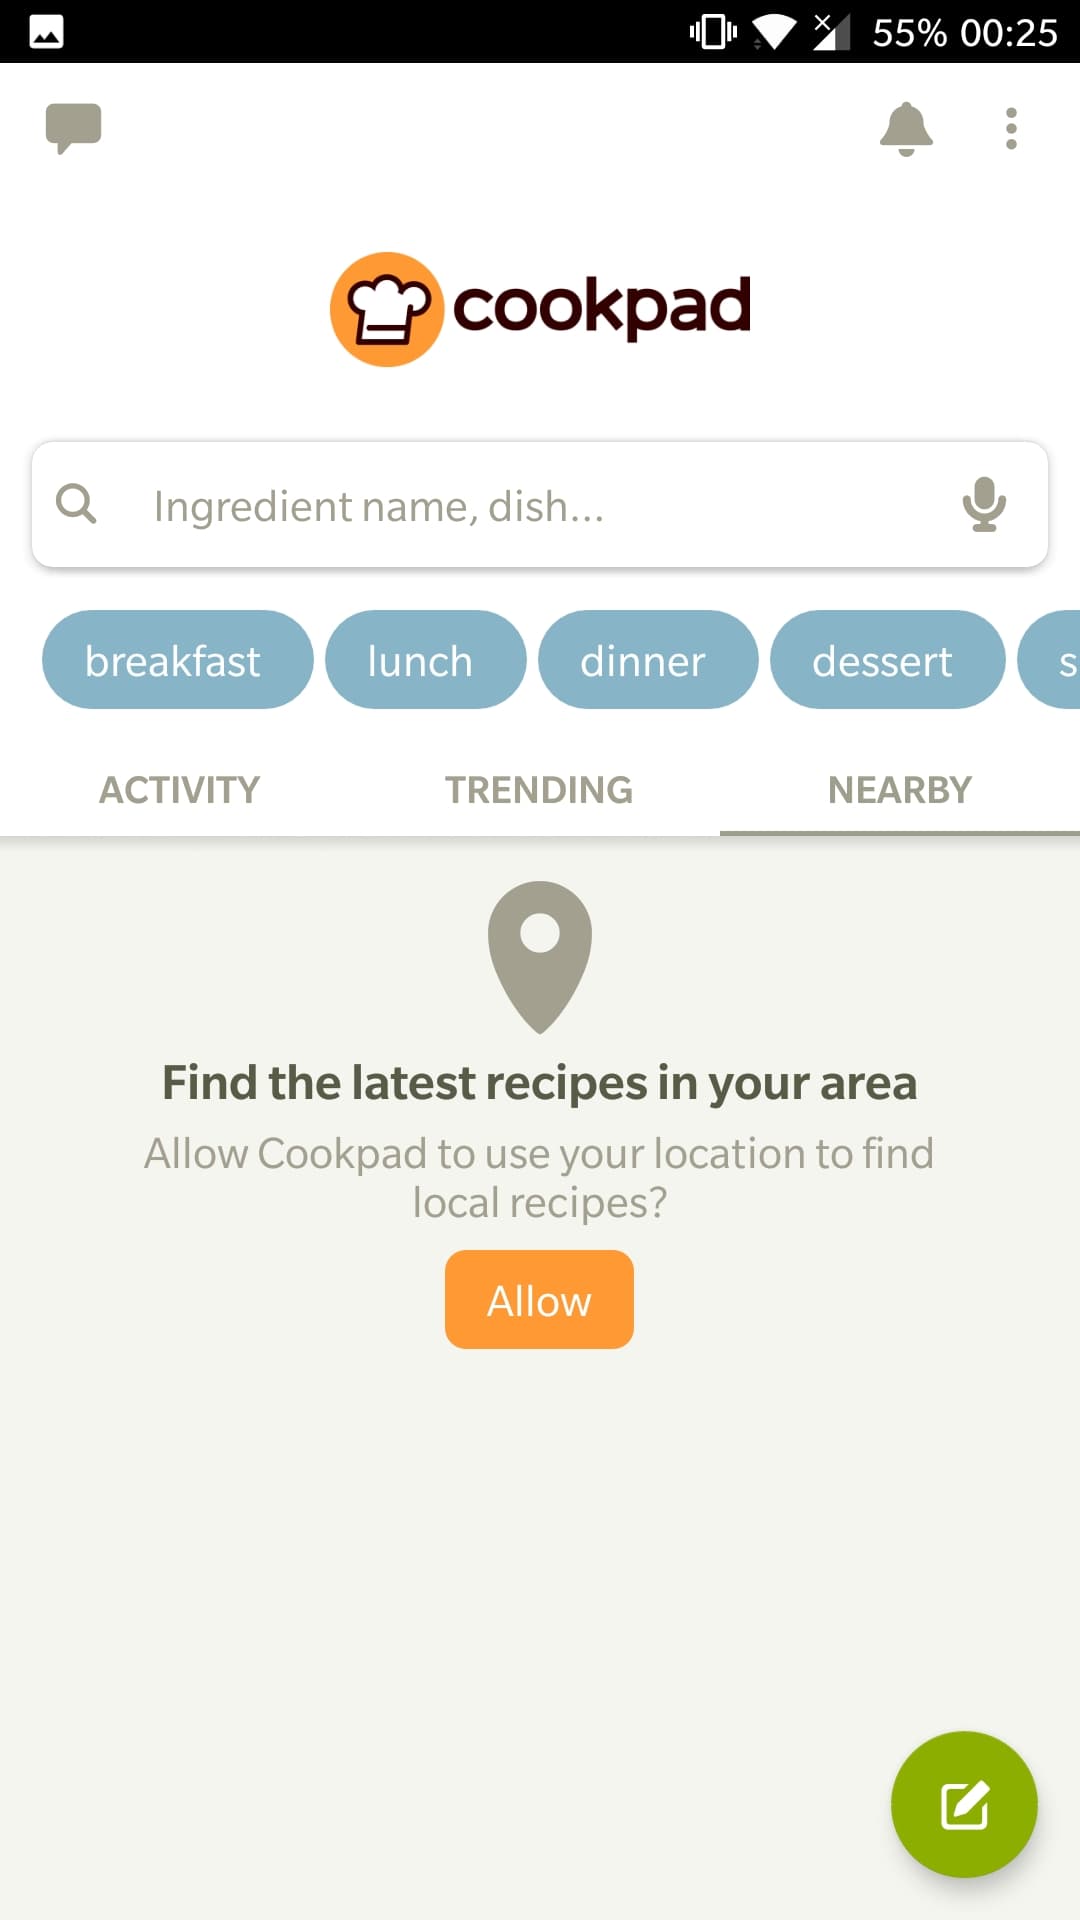 55% 00:25
cookpad
Ingredient name, dish...
breakfast lunch dinner dessert s
ACTIVITY TRENDING NEARBY
Find the latest recipes in your area
Allow Cookpad to use your location to find
local recipes?
Allow